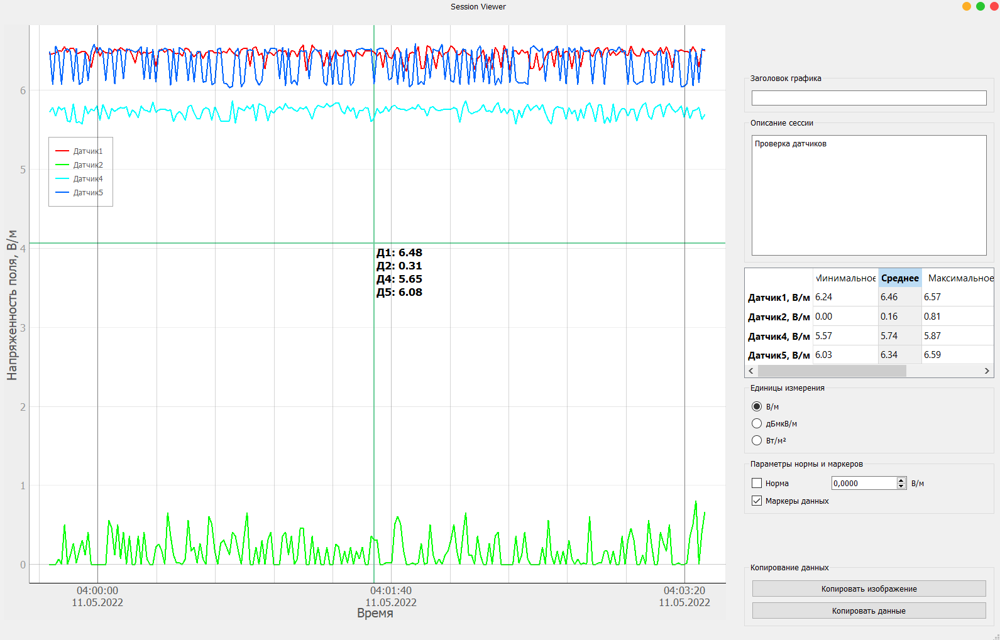 Session Viewer
Напряженность поля, В/м
6
5
4
3
2
1
0
Датчик1
Датчик2
Датчик4
Датчик5
Д1: 6.48
Д2: 0.31
Д4: 5.65
Д5: 6.08
04:00:00 04:01:40 04:03:20
11.05.2022 11.05.2022 11.05.2022
Время
Заголовок графика
Описание сессии
Проверка датчиков
Минимальное Среднее Максимальное
Датчик1, В/м 6.24 6.46 6.57
Датчик2, В/м 0.00 0.16 0.81
Датчик4, В/м 5.57 5.74 5.87
Датчик5, В/м 6.03 6.34 6.59
Единицы измерения
В/м
дБмкВ/м
Вт/м²
Параметры нормы и маркеров
Норма 0,0000 В/м
Маркеры данных
Копирование данных
Копировать изображение
Копировать данные